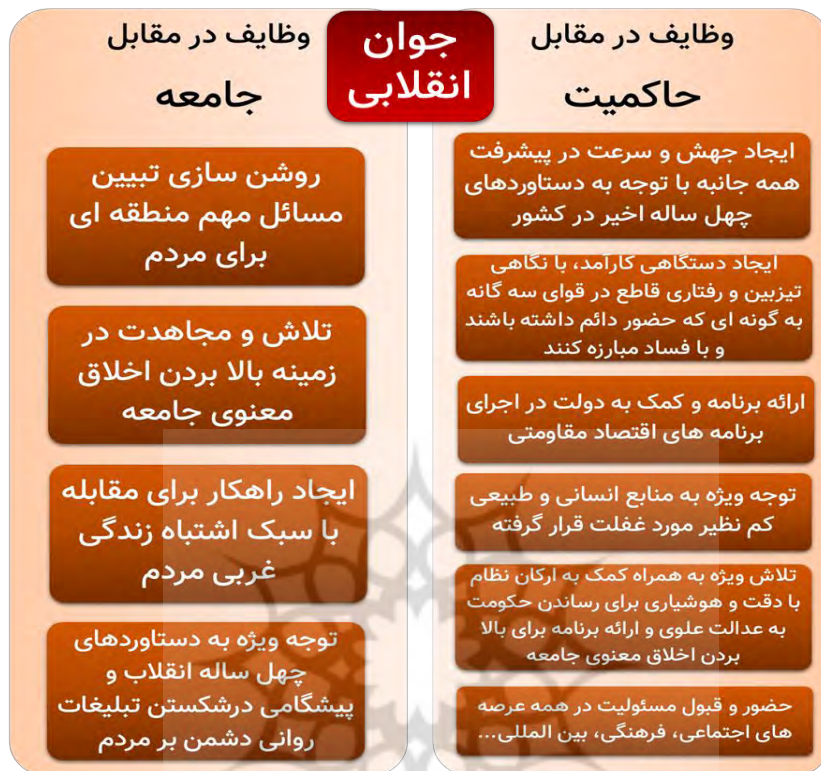 جوان
انقلابی
وظایف در مقابل
حاکمیت
ایجاد جهش و سرعت در پیشرفت
همه جانبه با توجه به دستاوردهای
چهل ساله اخیر در کشور
ایجاد دستگاهی کارآمد، با نگاهی
تیزبین و رفتاری قاطع در قوای سه گانه
به گونه ای که حضور دائم داشته باشند
و با فساد مبارزه کنند
ارائه برنامه و کمک به دولت در اجرای
برنامه های اقتصاد مقاومتی
توجه ویژه به منابع انسانی و طبیعی
کم نظیر مورد غفلت قرار گرفته
تلاش ویژه به همراه کمک به ارکان نظام
با دقت و هوشیاری برای رساندن حکومت
به عدالت علوی و ارائه برنامه برای بالا
بردن اخلاق معنوی جامعه
حضور و قبول مسئولیت در همه عرصه
های اجتماعی، فرهنگی، بین المللی...
وظایف در مقابل
جامعه
روشن سازی تبیین
مسائل مهم منطقه ای
برای مردم
تلاش و مجاهدت در
زمینه بالا بردن اخلاق
معنوی جامعه
ایجاد راهکار برای مقابله
با سبک اشتباه زندگی
غربی مردم
توجه ویژه به دستاوردهای
چهل ساله انقلاب و
پیشگامی درشکستن تبلیغات
روانی دشمن بر مردم